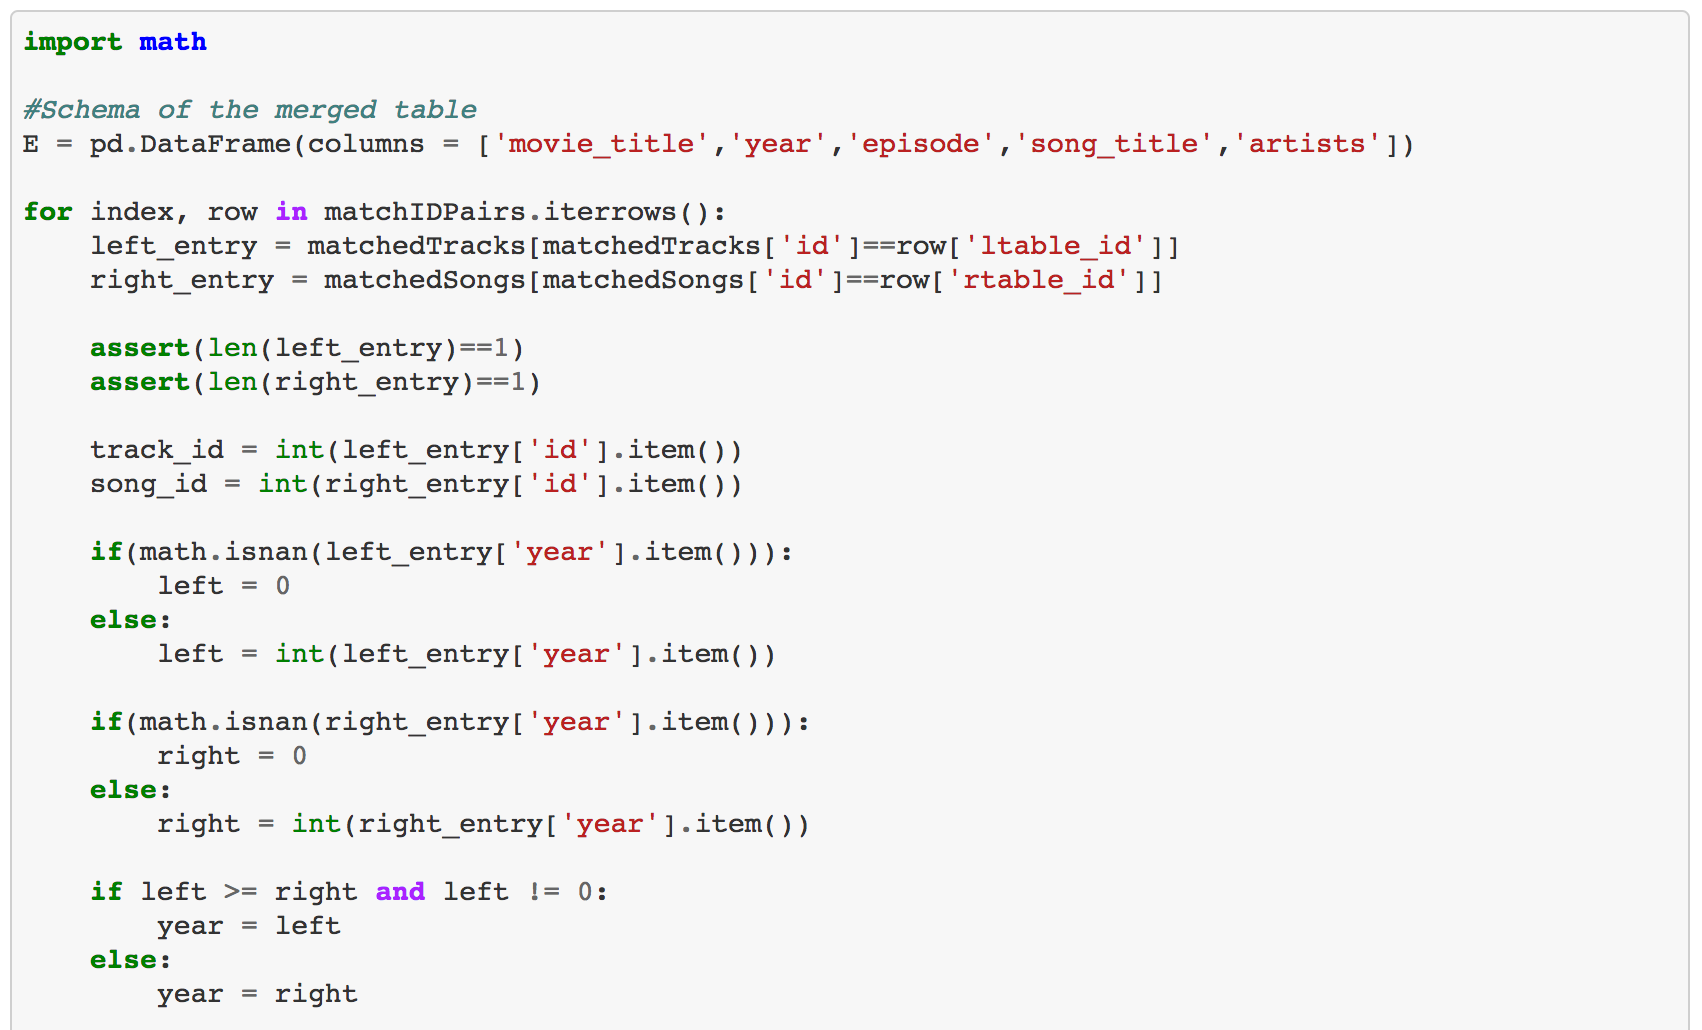 import math
#Schema of the merged table
E = pd.DataFrame(columns = ['movie_title','year','episode','song_title','artists'])
for index, row in matchIDPairs.iterrows():
    left_entry = matchedTracks[matchedTracks['id']==row['ltable_id']]
    right_entry = matchedSongs[matchedSongs['id']==row['rtable_id']]
    assert(len(left_entry)==1)
    assert(len(right_entry)==1)
    track_id = int(left_entry['id'].item())
    song_id = int(right_entry['id'].item())
    if(math.isnan(left_entry['year'].item())):
        left = 0
    else:
        left = int(left_entry['year'].item())
    if(math.isnan(right_entry['year'].item())):
        right = 0
    else:
        right = int(right_entry['year'].item())
    if left >= right and left != 0:
        year = left
    else:
        year = right